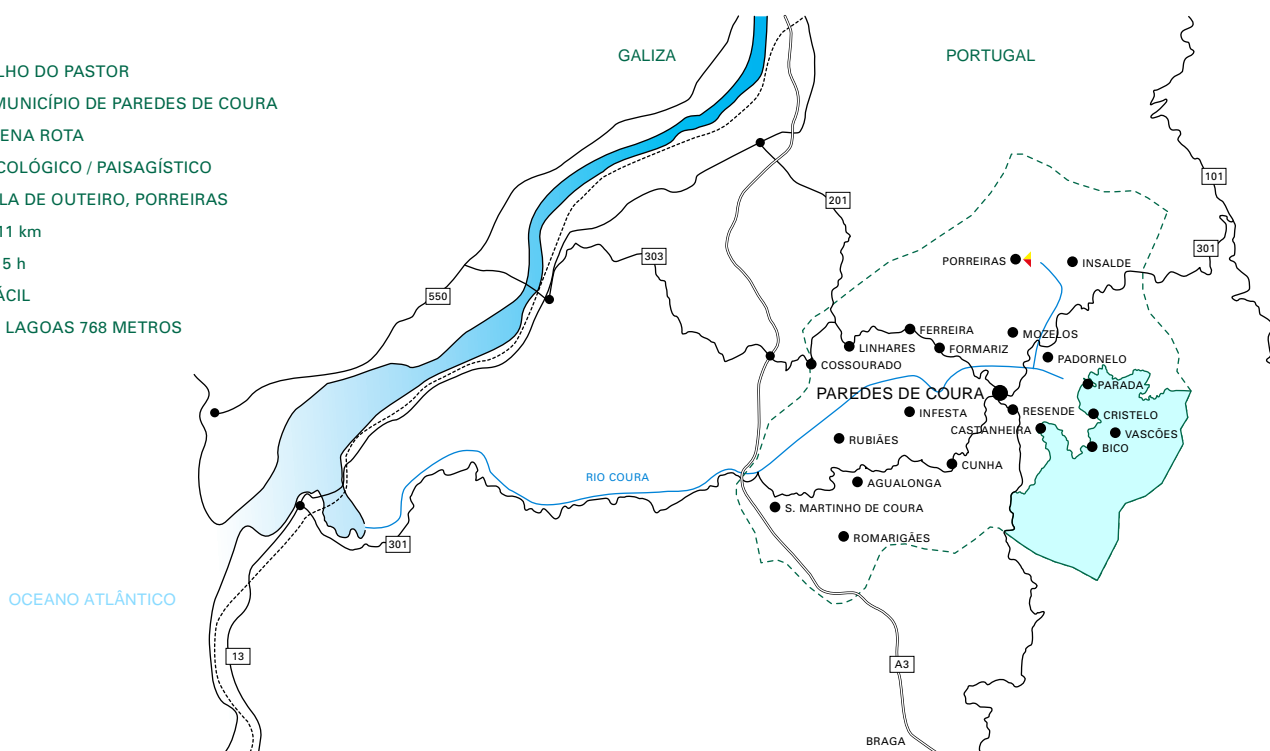 LHO DO PASTOR
MUNICÍPIO DE PAREDES DE COURA
ENA ROTA
COLÓGICO / PAISAGÍSTICO
LA DE OUTEIRO, PORREIRAS
11 km
5 h
ÁCIL
LAGOAS 768 METROS
GALIZA
PORTUGAL
101
201
301
303
550
PORREIRAS
INSALDE
FERREIRA
MOZELOS
LINHARES
FORMARIZ
PADORNELO
COSSOURADO
PARADA
PAREDES DE COURA
INFESTA
RESENDE
CRISTELO
CASTANHEIRA
VASCÕES
RUBIÃES
BICO
CUNHA
RIO COURA
AGUALONGA
S. MARTINHO DE COURA
ROMARIGÃES
301
OCEANO ATLÂNTICO
13
A3
BRAGA